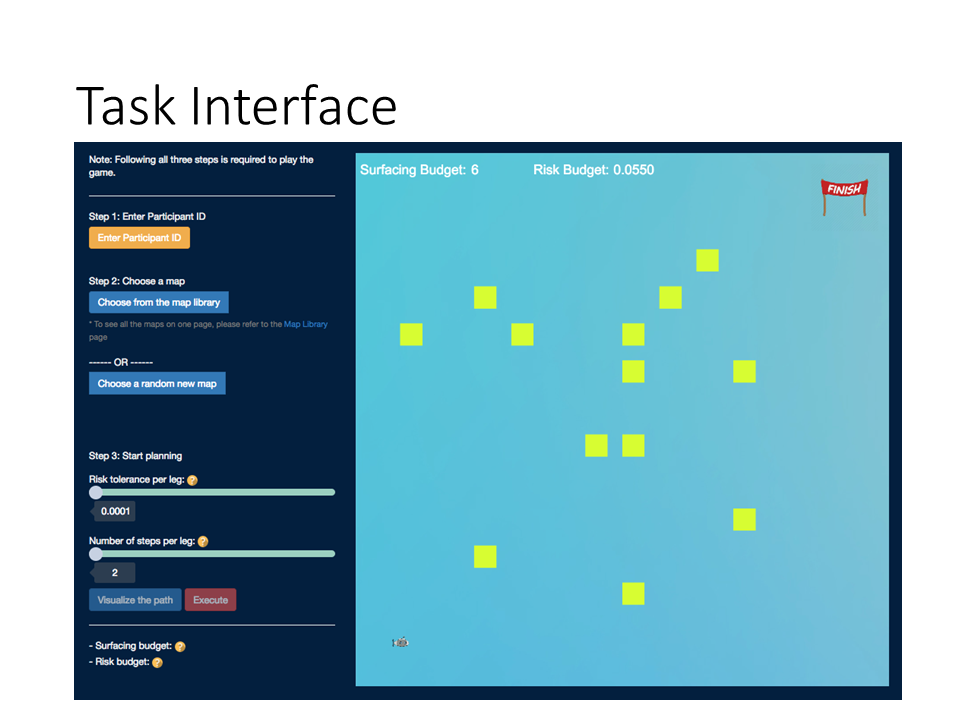 Task Interface
Note: Following all three steps is required to play the
game.
Step 1: Enter Participant ID
Enter Participant ID
Step 2: Choose a map
Choose from the map library
* To see all the maps on one page, please refer to the Map Library
page
------ OR ------
Choose a random new map
Step 3: Start planning
Risk tolerance per leg: ?
0.0001
Number of steps per leg: ?
2
Visualize the path Execute
- Surfacing budget: ?
- Risk budget: ?
Surfacing Budget: 6 Risk Budget: 0.0550
FINISH